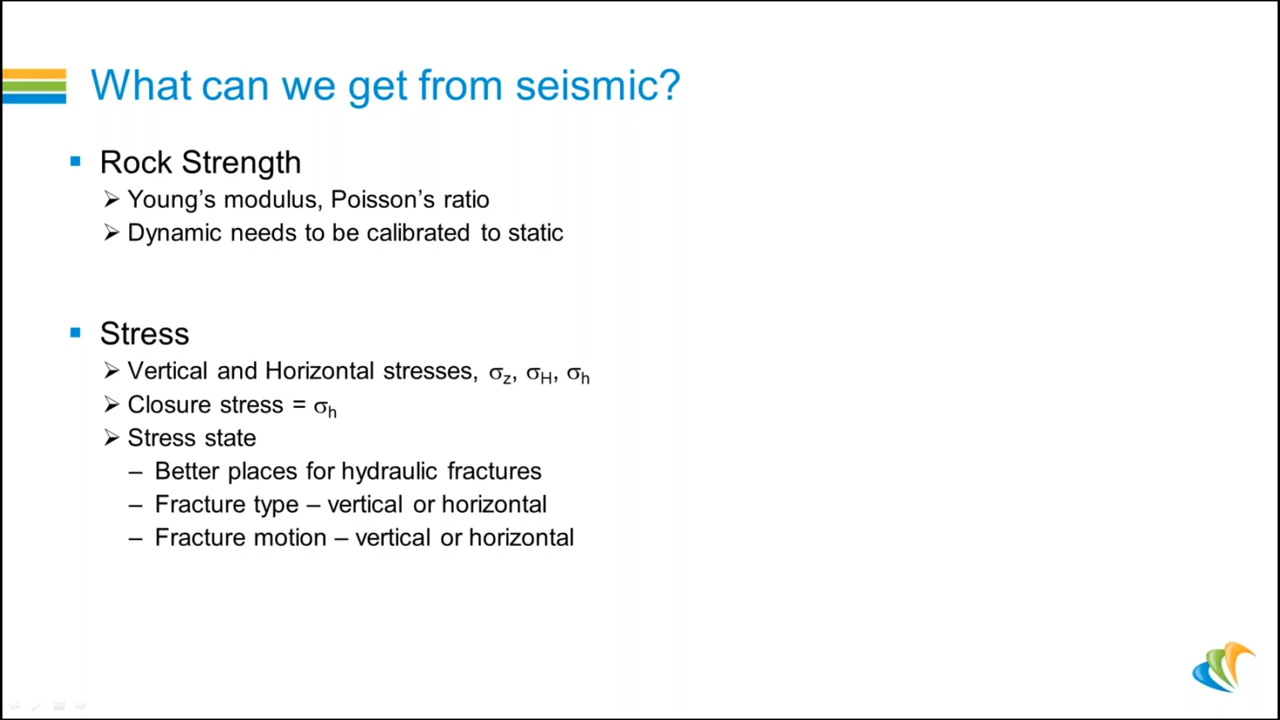 What can we get from seismic?
▪ Rock Strength
➢ Young’s modulus, Poisson’s ratio
➢ Dynamic needs to be calibrated to static
▪ Stress
➢ Vertical and Horizontal stresses, σz, σH, σh
➢ Closure stress = σh
➢ Stress state
– Better places for hydraulic fractures
– Fracture type – vertical or horizontal
– Fracture motion – vertical or horizontal